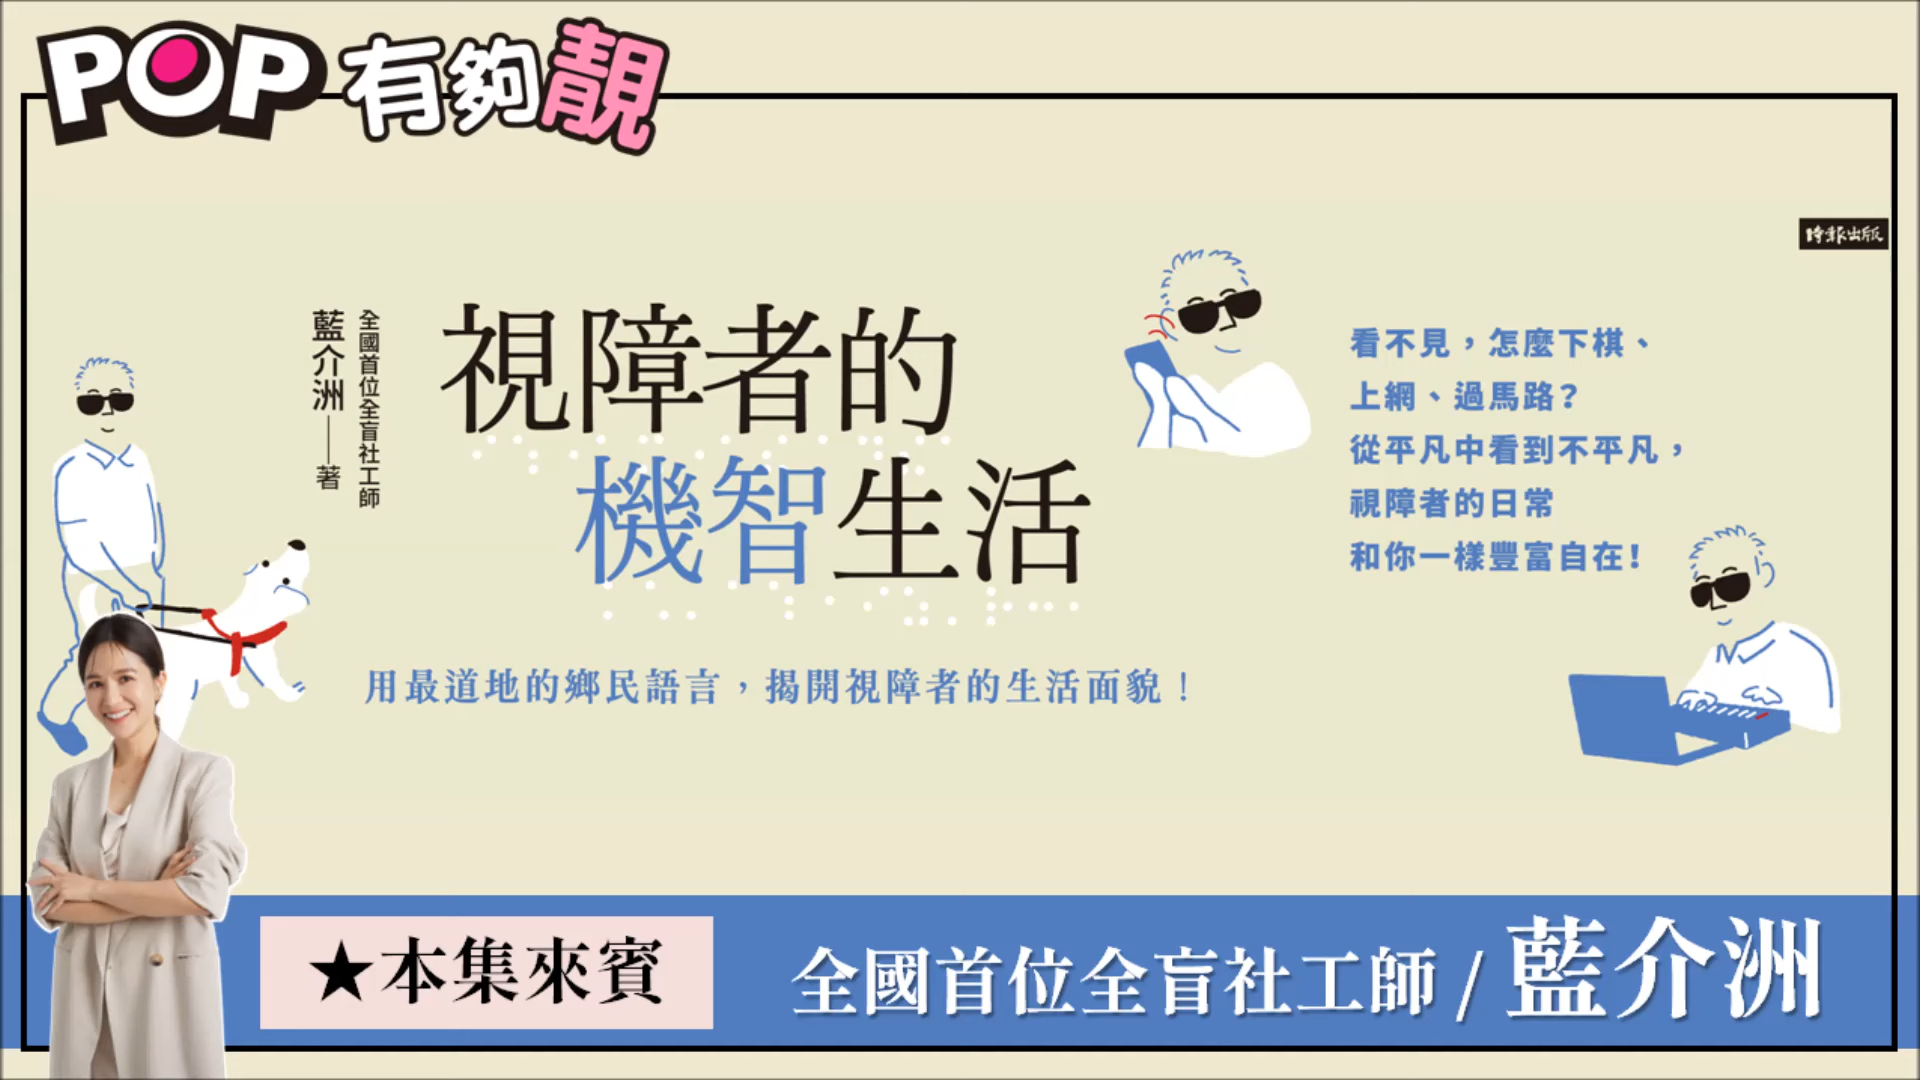 POP有夠靚
時報出版
全國首位全盲社工師
藍介洲——著
視障者的
機智生活
用最道地的鄉民語言，揭開視障者的生活面貌！
看不見，怎麼下棋、
上網、過馬路？
從平凡中看到不平凡，
視障者的日常
和你一樣豐富自在！
★本集來賓
全國首位全盲社工師/藍介洲